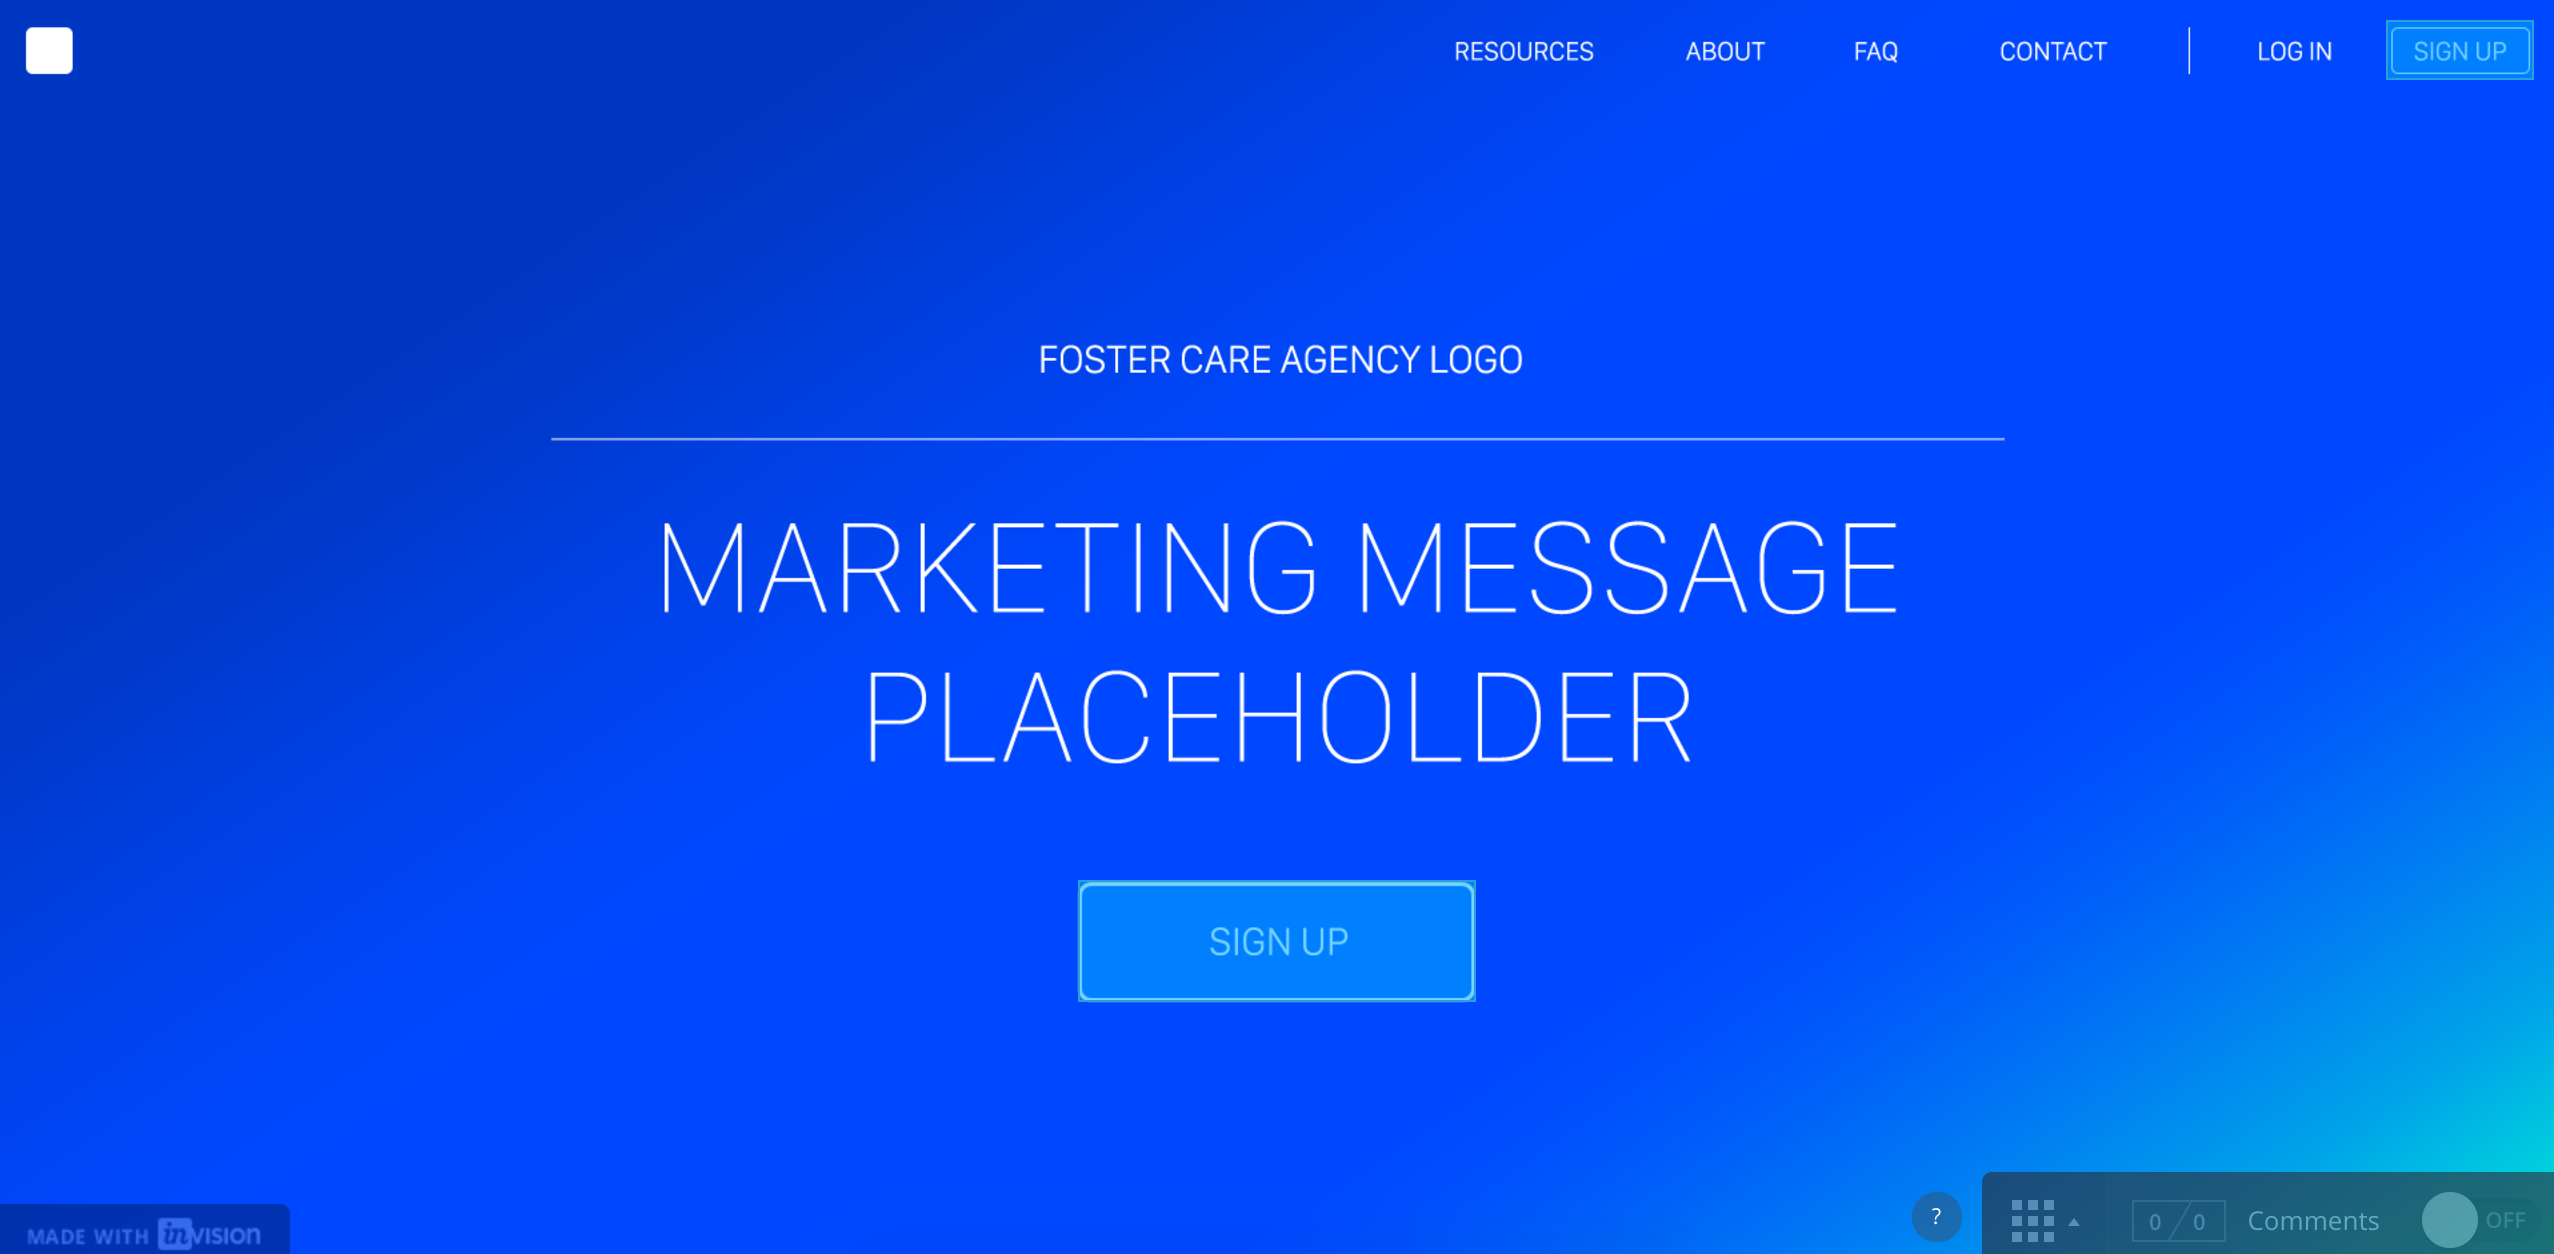 RESOURCES ABOUT FAQ CONTACT LOG IN SIGN UP
FOSTER CARE AGENCY LOGO
MARKETING MESSAGE
PLACEHOLDER
SIGN UP
MADE WITH inVISION
? 0/0 Comments OFF